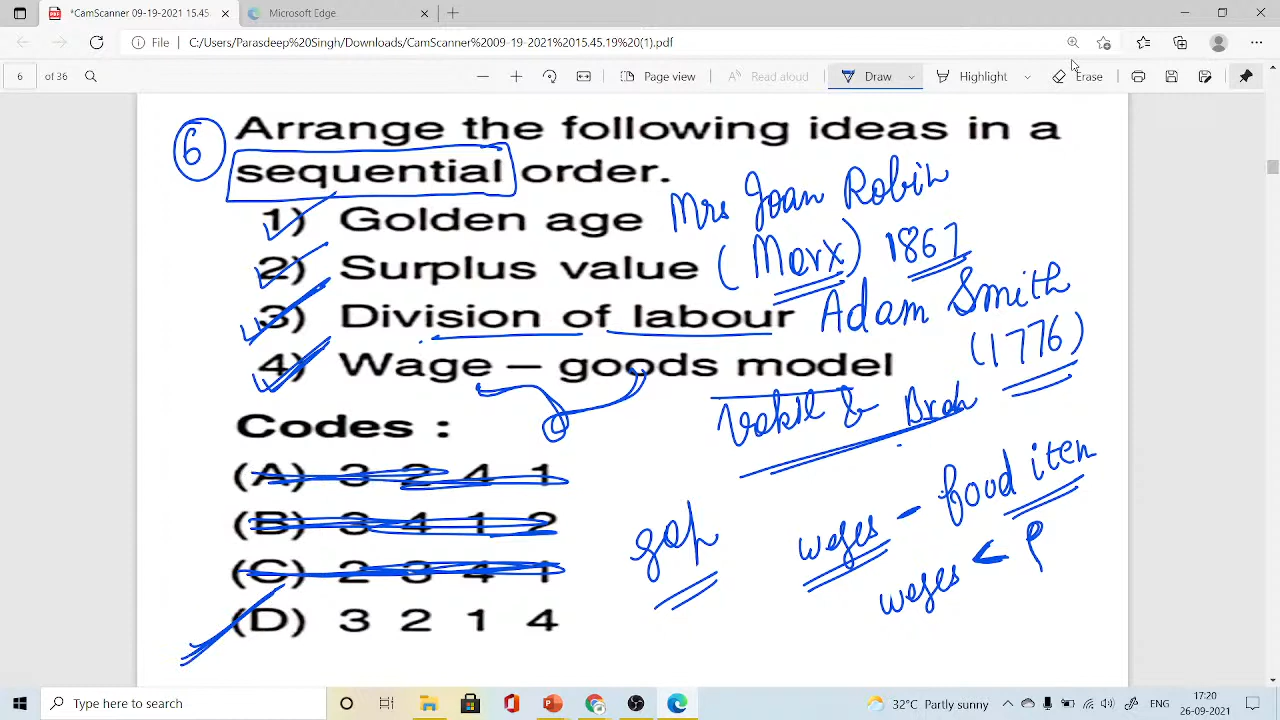 *CamScanner 09-19-2021 15.45
Microsoft Edge
File
C:/Users/Parasdeep%20Singh/Downloads/CamScanner%2009-19-2021%2015.45.19%20(1).pdf
6 of 36
Page view
Read aloud
Draw
Highlight
Erase
6 Arrange the following ideas in a
sequential order.
1) Golden age Mrs Joan Robin
2) Surplus value (Marx) 1867
3) Division of labour Adam Smith
(1776)
4) Wage – goods model
Vakil & Brah
Codes :
(A) 3 2 4 1
(B) 3 4 1 2
(C) 2 3 4 1
(D) 3 2 1 4
gap
wages - food item
wages < P
Type here to search
32°C Partly sunny
ENG
17:20
26-09-2021